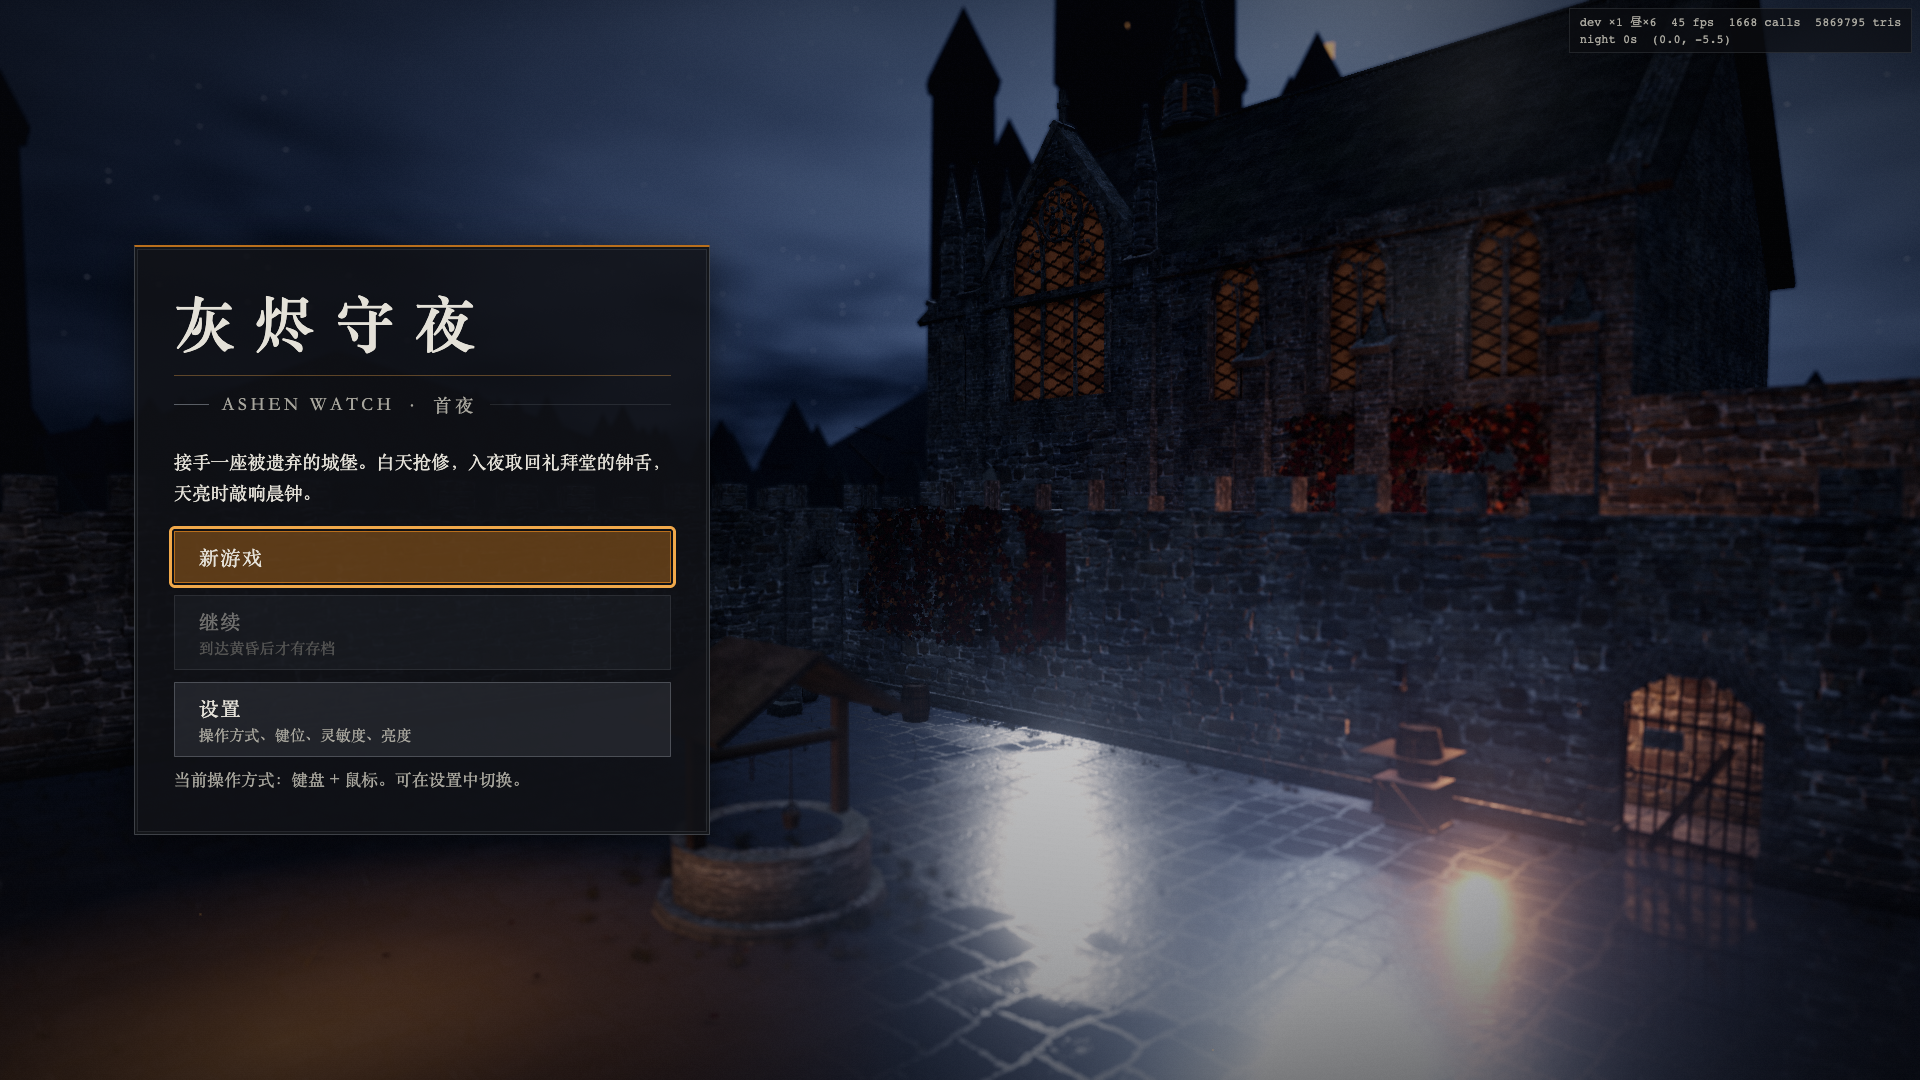 dev ×1 昼×6 45 fps 1668 calls 5869795 tris
night 0s (0.0, -5.5)
灰烬守夜
ASHEN WATCH · 首夜
接手一座被遗弃的城堡。白天抢修，入夜取回礼拜堂的钟舌，
天亮时敲响晨钟。
新游戏
继续
到达黄昏后才有存档
设置
操作方式、键位、灵敏度、亮度
当前操作方式：键盘 + 鼠标。可在设置中切换。